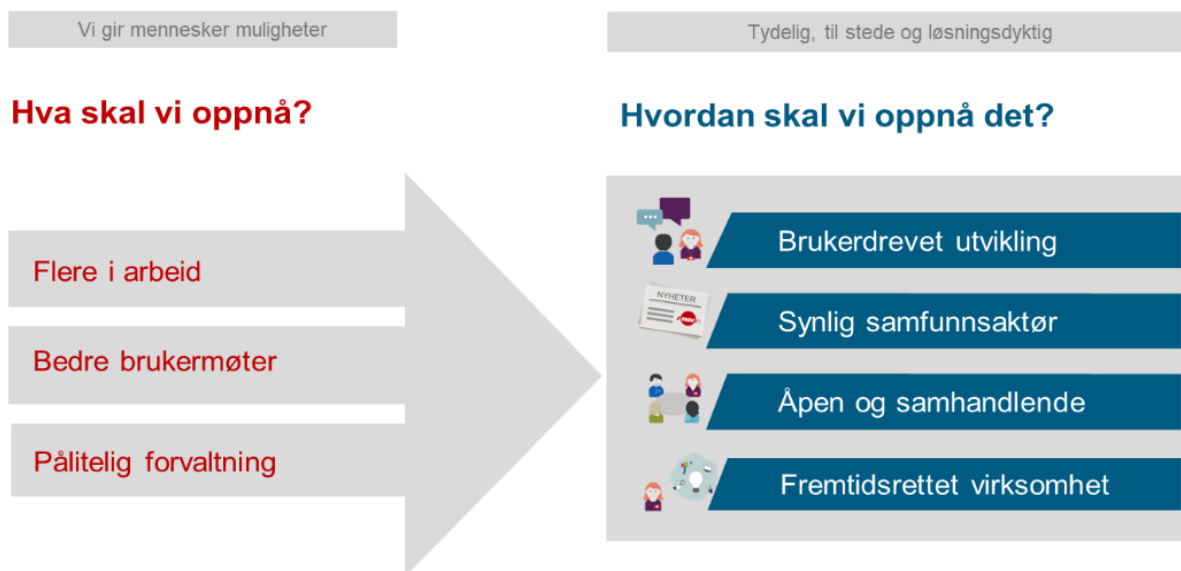 Vi gir mennesker muligheter
Tydelig, til stede og løsningsdyktig
Hva skal vi oppnå?
Hvordan skal vi oppnå det?
Flere i arbeid
Bedre brukermøter
Pålitelig forvaltning
Brukerdrevet utvikling
NYHETER
Synlig samfunnsaktør
Åpen og samhandlende
Fremtidsrettet virksomhet